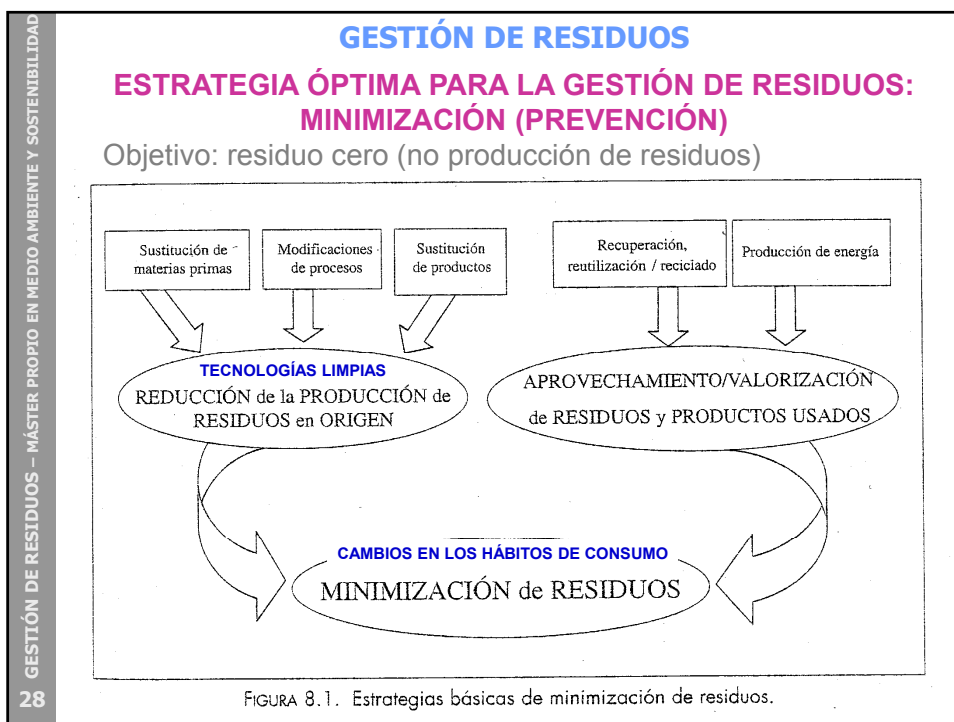 GESTIÓN DE RESIDUOS – MÁSTER PROPIO EN MEDIO AMBIENTE Y SOSTENIBILIDAD
28
GESTIÓN DE RESIDUOS
ESTRATEGIA ÓPTIMA PARA LA GESTIÓN DE RESIDUOS:
MINIMIZACIÓN (PREVENCIÓN)
Objetivo: residuo cero (no producción de residuos)
Sustitución de
materias primas
Modificaciones
de procesos
Sustitución
de productos
Recuperación,
reutilización / reciclado
Producción de energía
TECNOLOGÍAS LIMPIAS
REDUCCIÓN de la PRODUCCIÓN de
RESIDUOS en ORIGEN
APROVECHAMIENTO/VALORIZACIÓN
de RESIDUOS y PRODUCTOS USADOS
CAMBIOS EN LOS HÁBITOS DE CONSUMO
MINIMIZACIÓN de RESIDUOS
FIGURA 8.1. Estrategias básicas de minimización de residuos.